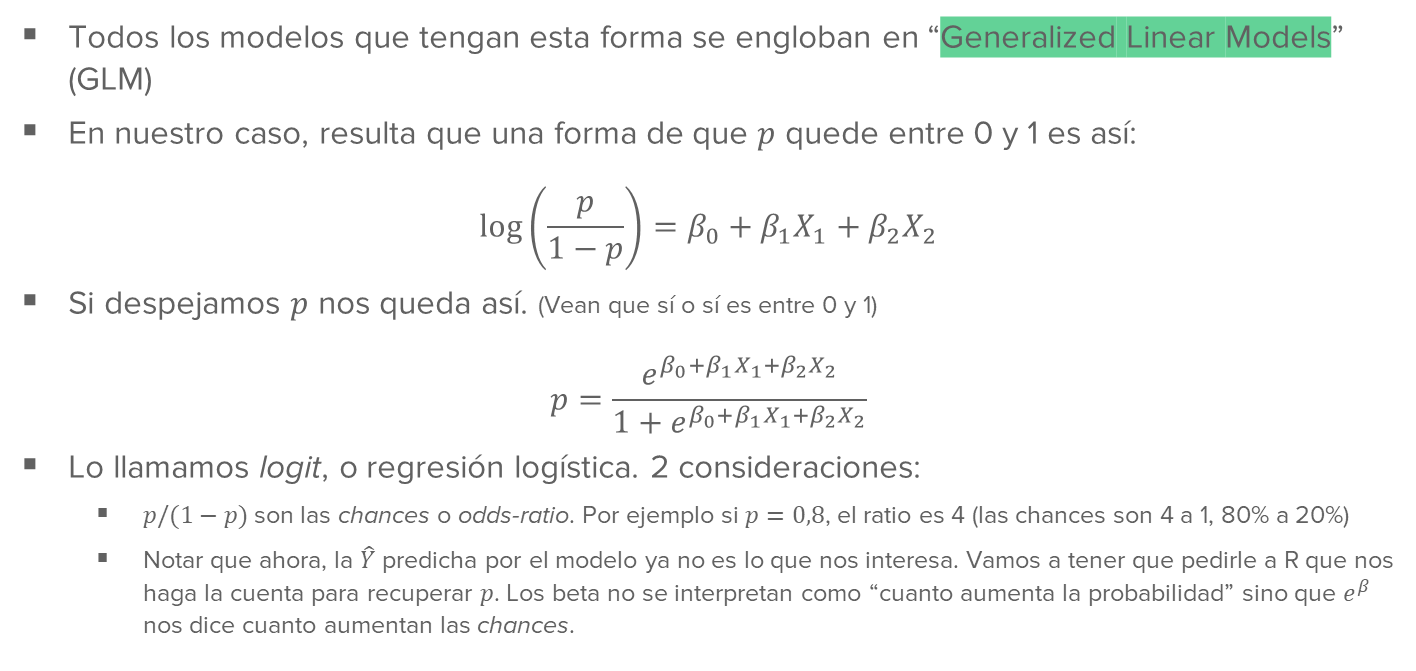 ▪ Todos los modelos que tengan esta forma se engloban en “Generalized Linear Models”
(GLM)
▪ En nuestro caso, resulta que una forma de que p quede entre 0 y 1 es así:
log(p/(1 − p)) = β₀ + β₁X₁ + β₂X₂
▪ Si despejamos p nos queda así. (Vean que sí o sí es entre 0 y 1)
p = e^(β₀+β₁X₁+β₂X₂) / (1 + e^(β₀+β₁X₁+β₂X₂))
▪ Lo llamamos logit, o regresión logística. 2 consideraciones:
▪ p/(1 − p) son las chances o odds-ratio. Por ejemplo si p = 0,8, el ratio es 4 (las chances son 4 a 1, 80% a 20%)
▪ Notar que ahora, la Ŷ predicha por el modelo ya no es lo que nos interesa. Vamos a tener que pedirle a R que nos
haga la cuenta para recuperar p. Los beta no se interpretan como “cuanto aumenta la probabilidad” sino que e^β
nos dice cuanto aumentan las chances.